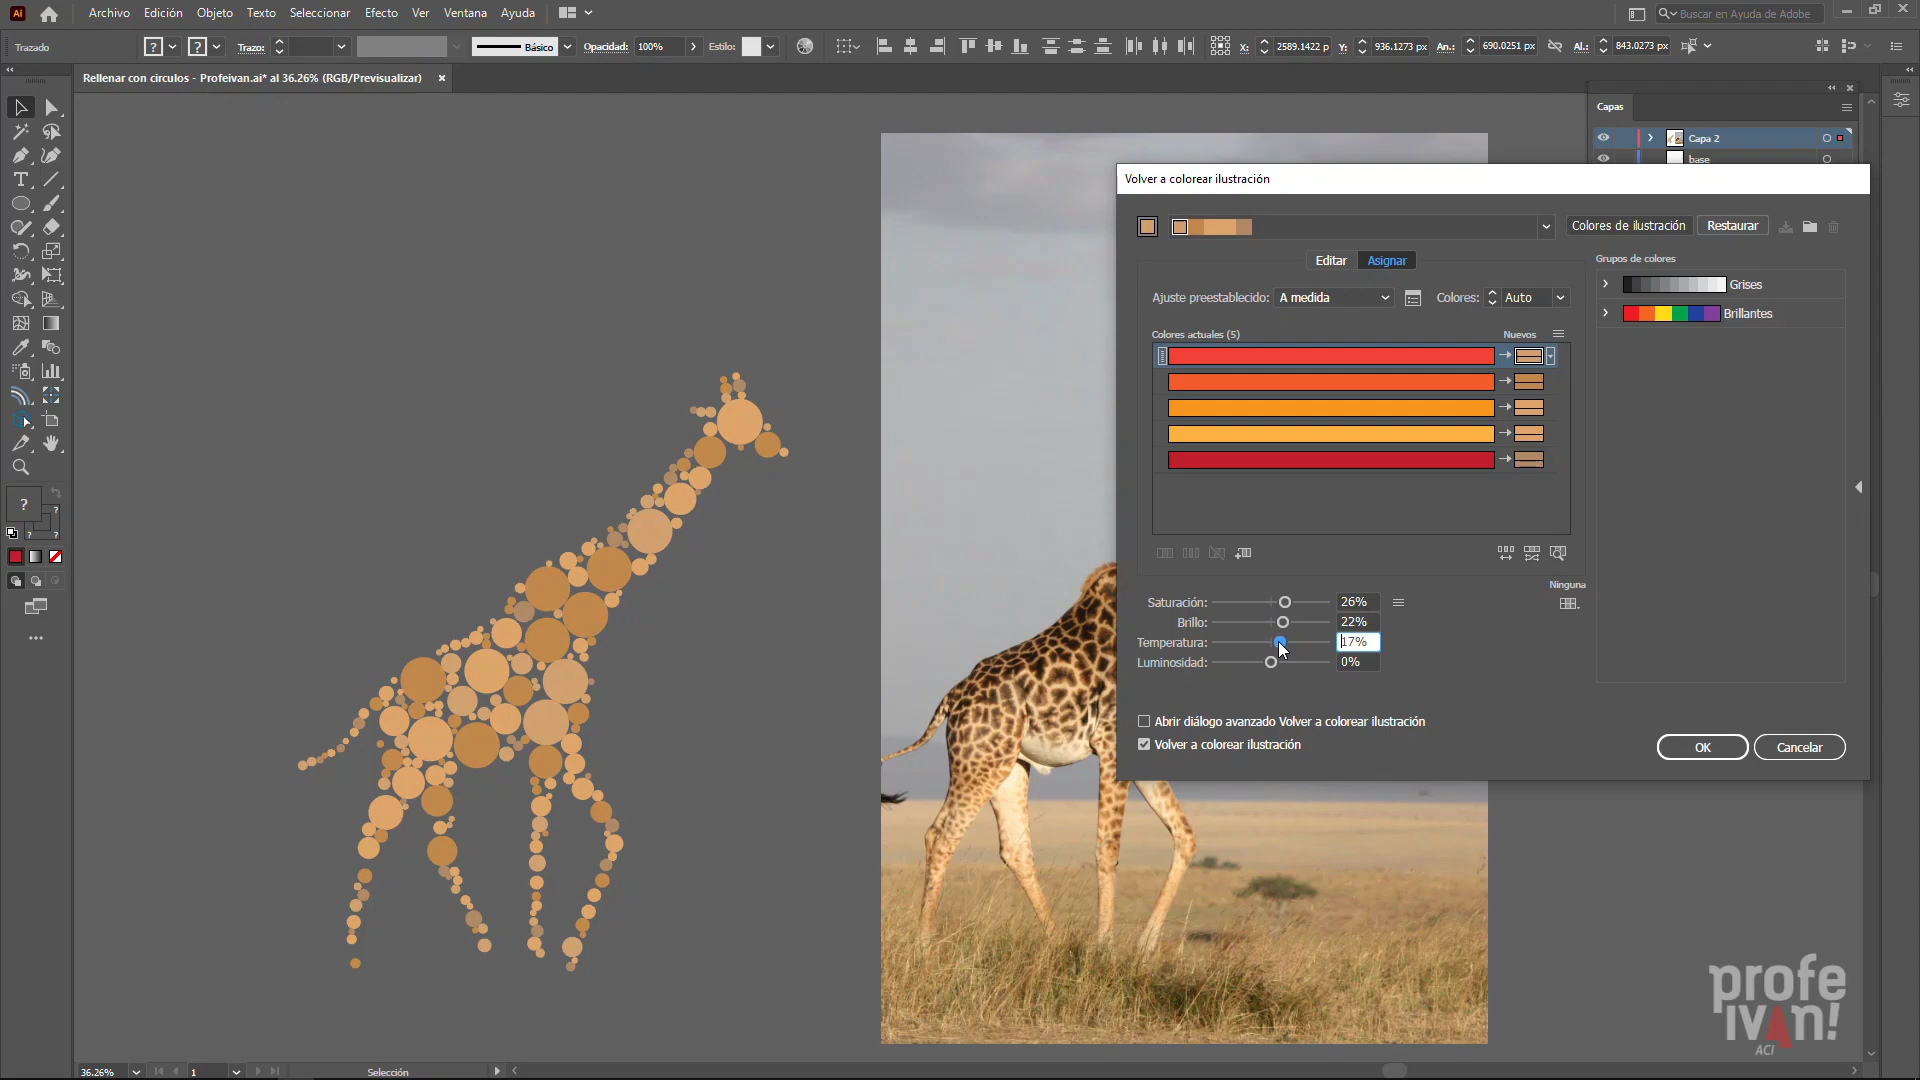 Ai Archivo Edición Objeto Texto Seleccionar Efecto Ver Ventana Ayuda Buscar en Ayuda de Adobe
Trazado ? ? Trazo: Básico Opacidad: 100% Estilo: X: 2589.1422 p Y: 936.1273 px An.: 690.0251 px Al.: 843.0273 px
Rellenar con circulos - Profeivan.ai* al 36.26% (RGB/Previsualizar)
Capas
Capa 2
base
Volver a colorear ilustración
Colores de ilustración Restaurar
Editar Asignar
Grupos de colores
Grises
Brillantes
Ajuste preestablecido: A medida Colores: Auto
Colores actuales (5) Nuevos
Ninguna
Saturación: 26%
Brillo: 22%
Temperatura: 17%
Luminosidad: 0%
Abrir diálogo avanzado Volver a colorear ilustración
Volver a colorear ilustración
OK Cancelar
profe
ivan!
ACI
36.26% 1 Selección